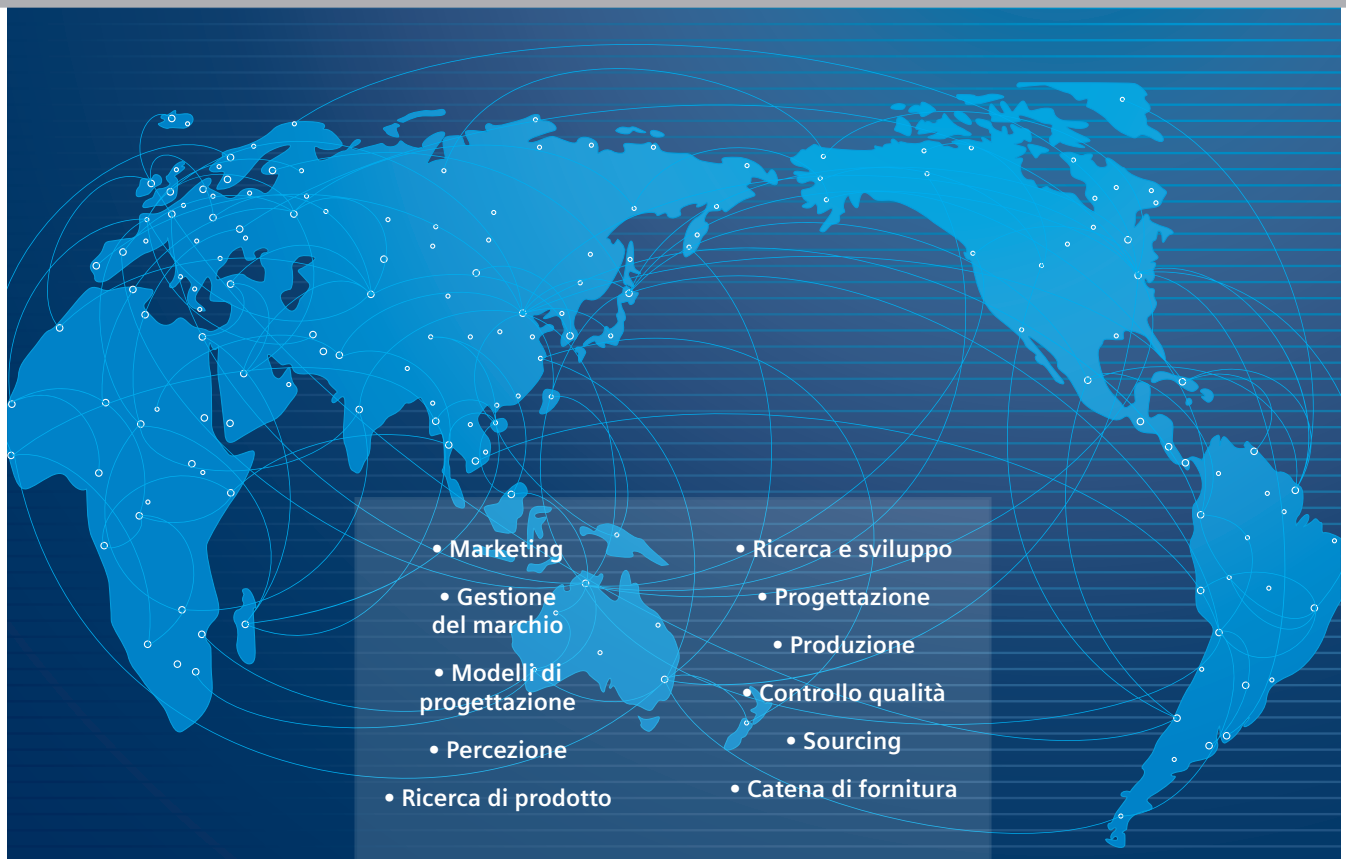 • Marketing
• Gestione
del marchio
• Modelli di
progettazione
• Percezione
• Ricerca di prodotto
• Ricerca e sviluppo
• Progettazione
• Produzione
• Controllo qualità
• Sourcing
• Catena di fornitura